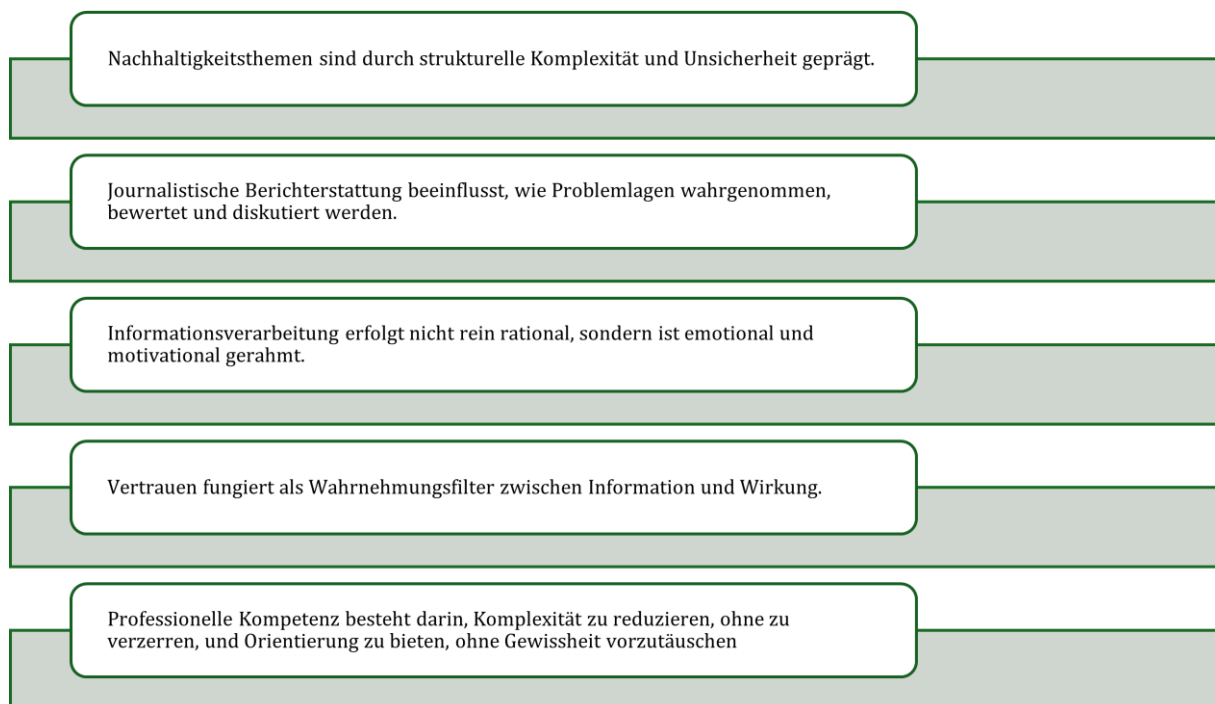 Nachhaltigkeitsthemen sind durch strukturelle Komplexität und Unsicherheit geprägt.
Journalistische Berichterstattung beeinflusst, wie Problemlagen wahrgenommen,
bewertet und diskutiert werden.
Informationsverarbeitung erfolgt nicht rein rational, sondern ist emotional und
motivational gerahmt.
Vertrauen fungiert als Wahrnehmungsfilter zwischen Information und Wirkung.
Professionelle Kompetenz besteht darin, Komplexität zu reduzieren, ohne zu
verzerren, und Orientierung zu bieten, ohne Gewissheit vorzutäuschen